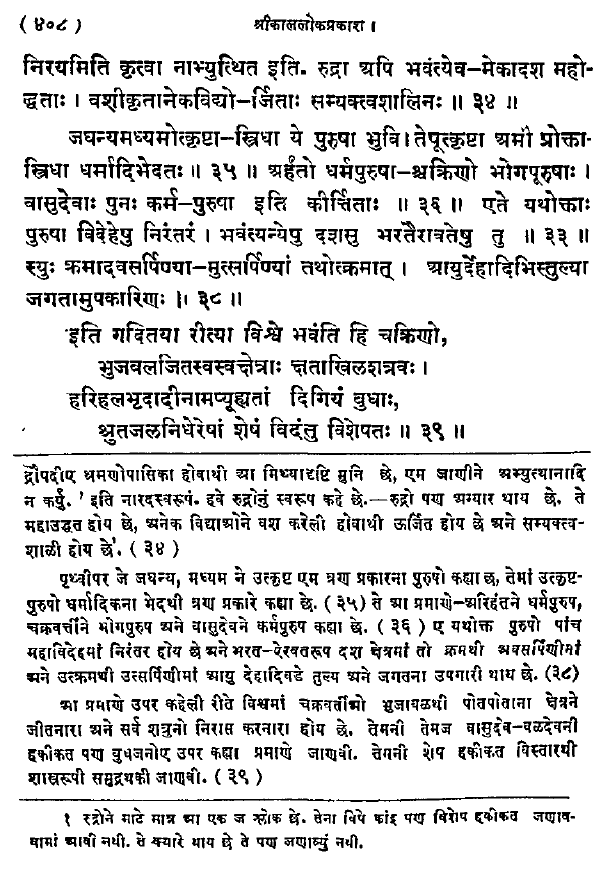 ( ४०८ ) श्रीकाललोकप्रकाश ।
निरयमिति कृत्वा नाभ्युत्थित इति. रुद्रा अपि भवंत्येव-मेकादश महो-
द्धताः । वशीकृतानेकविद्यो-र्जिताः सम्यक्त्वशालिनः ॥ ३४ ॥
जघन्यमध्यमोत्कृष्टा-स्त्रिधा ये पुरुषा भुवि । तेषूत्कृष्टा अमी प्रोक्ता-
स्त्रिधा धर्मादिभेदतः ॥ ३५ ॥ अर्हंतो धर्मपुरुषा-श्चक्रिणो भोगपूरुषाः ।
वासुदेवाः पुनः कर्म-पुरुषा इति कीर्त्तिताः ॥ ३६ ॥ एते यथोक्ताः
पुरुषा विदेहेषु निरंतरं । भवंत्यन्येषु दशसु भरतैरावतेषु तु ॥ ३३ ॥
स्युः क्रमादवसर्पिण्या-मुत्सर्पिण्यां तथोत्क्रमात् । आयुर्देहादिभिस्तुल्या
जगतामुपकारिणः ।। ३८ ॥
इति गदितया रीत्या विश्वे भवंति हि चक्रिणो,
भुजबलजितस्वस्वक्षेत्राः क्षताखिलशत्रवः ।
हरिहलभृदादीनामप्यूह्यतां दिगियं बुधाः,
श्रुतजलनिधेरेषां शेषं विदंतु विशेषतः ॥ ३९ ॥
द्रौपदीए श्रमणोपासिका होवाथी आ मिथ्यादृष्टि मुनि छे, एम जाणीने अभ्युत्थानादि
न कर्युं. ' इति नारदस्वरूपं. हवे रुद्रोनुं स्वरूप कहे छे.—रुद्रो पण अग्यार थाय छे. ते
महाउद्धत होय छे, अनेक विद्याओने वश करेली होवाथी ऊर्जित होय छे अने सम्यक्त्व-
शाळी होय छे'. ( ३४ )
पृथ्वीपर जे जघन्य, मध्यम ने उत्कृष्ट एम त्रण प्रकारना पुरुषो कह्या छ, तेमां उत्कृष्ट-
पुरुषो धर्मादिकना भेदथी त्रण प्रकारे कह्या छे. ( ३५ ) ते आ प्रमाणे-अरिहंतने धर्मपुरुष,
चक्रवर्त्तीने भोगपुरुष अने वासुदेवने कर्मपुरुष कह्या छे. ( ३६ ) ए यथोक्त पुरुषो पांच
महाविदेहमां निरंतर होय छे अने भरत-ऐरवतरूप दश क्षेत्रमां तो क्रमथी अवसर्पिणीमां
अने उत्क्रमथी उत्सर्पिणीमां आयु देहादिवडे तुल्य अने जगतना उपगारी थाय छे. (३८)
आ प्रमाणे उपर कहेली रीते विश्वमां चक्रवर्तीओ भुजाबळथी पोतपोताना क्षेत्रने
जीतनारा अने सर्व शत्रुनो निरास करनारा होय छे. तेमनी तेमज वासुदेव-बळदेवनी
हकीकत पण बुधजनोए उपर कह्या प्रमाणे जाणवी. तेमनी शेष हकीकत विस्तारथी
शास्त्ररूपी समुद्रथकी जाणवी. ( ३९ )
१ रुद्रोने माटे मात्र आ एक ज श्लोक छे. तेना विषे कांइ पण विशेष हकीकत जणाव-
वामां आवी नथी. ते क्यारे थाय छे ते पण जणाव्युं नथी.